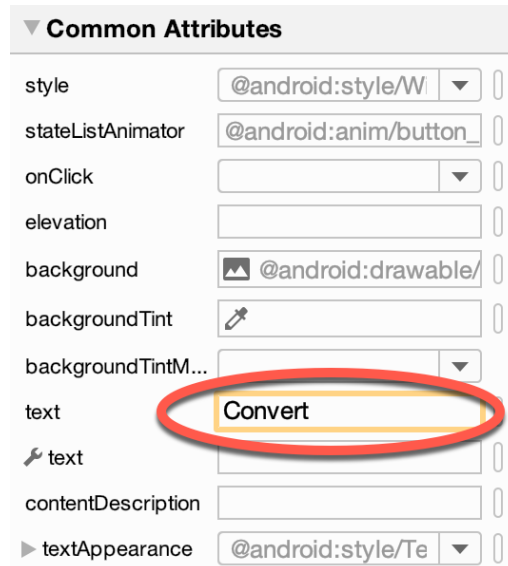 Common Attributes
style @android:style/Wi
stateListAnimator @android:anim/button_
onClick
elevation
background @android:drawable/
backgroundTint
backgroundTintM...
text Convert
text
contentDescription
textAppearance @android:style/Te